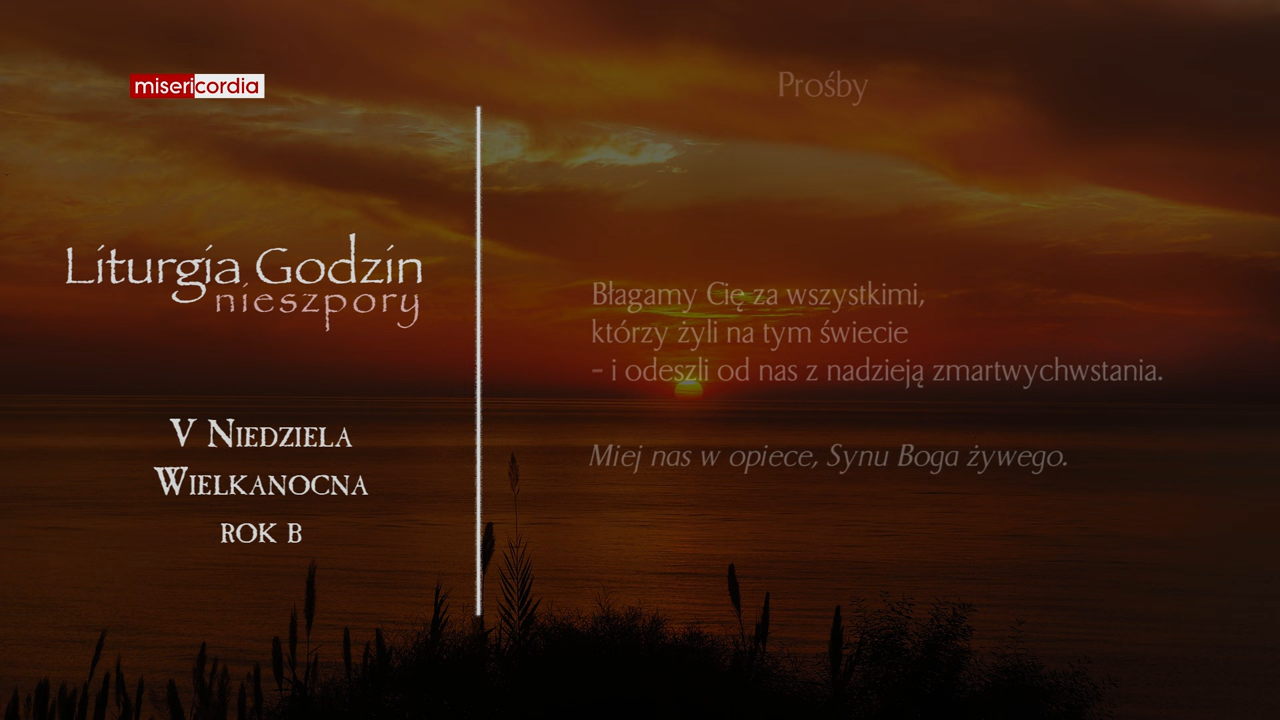 misericordia
Liturgia Godzin
nieszpory
V Niedziela
Wielkanocna
rok b
Prośby
Błagamy Cię za wszystkimi,
którzy żyli na tym świecie
- i odeszli od nas z nadzieją zmartwychwstania.
Miej nas w opiece, Synu Boga żywego.